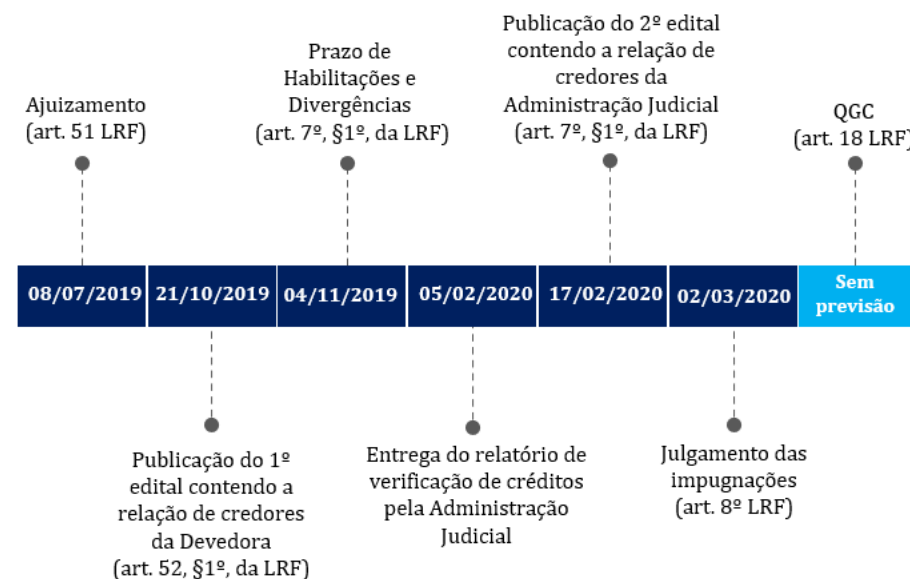 Ajuizamento
(art. 51 LRF)
Prazo de
Habilitações e
Divergências
(art. 7º, §1º, da LRF)
Publicação do 2º edital
contendo a relação de
credores da
Administração Judicial
(art. 7º, §1º, da LRF)
QGC
(art. 18 LRF)
08/07/2019
21/10/2019
04/11/2019
05/02/2020
17/02/2020
02/03/2020
Sem
previsão
Publicação do 1º
edital contendo a
relação de credores
da Devedora
(art. 52, §1º, da LRF)
Entrega do relatório de
verificação de créditos
pela Administração
Judicial
Julgamento das
impugnações
(art. 8º LRF)